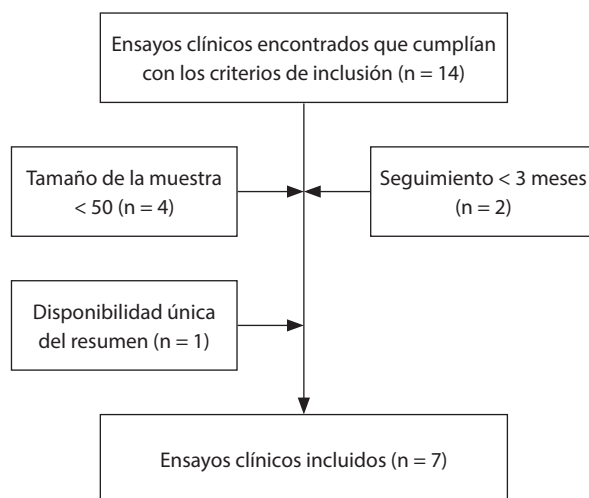 Ensayos clínicos encontrados que cumplían
con los criterios de inclusión (n = 14)
Tamaño de la muestra
< 50 (n = 4)
Seguimiento < 3 meses
(n = 2)
Disponibilidad única
del resumen (n = 1)
Ensayos clínicos incluidos (n = 7)